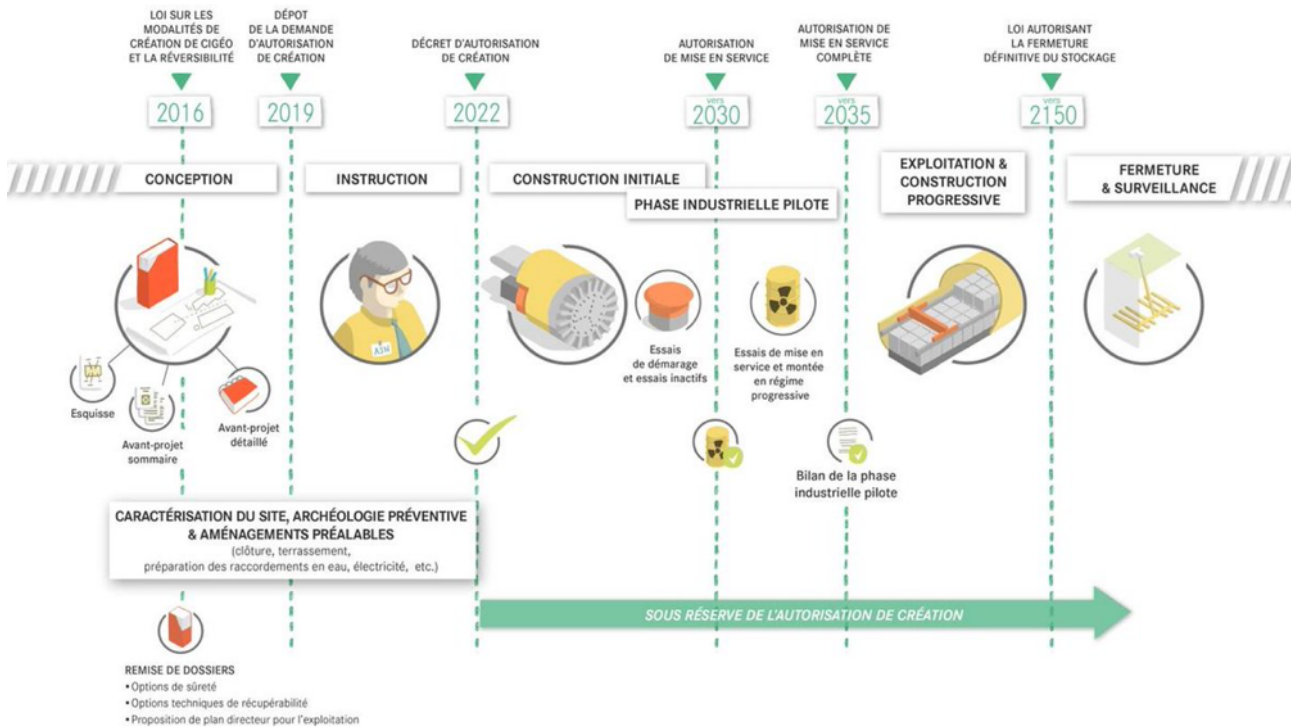 LOI SUR LES
MODALITÉS DE
CRÉATION DE CIGÉO
ET LA RÉVERSIBILITÉ
DÉPOT
DE LA DEMANDE
D'AUTORISATION
DE CRÉATION
DÉCRET D'AUTORISATION
DE CRÉATION
AUTORISATION
DE MISE EN SERVICE
AUTORISATION DE
MISE EN SERVICE
COMPLÈTE
LOI AUTORISANT
LA FERMETURE
DÉFINITIVE DU STOCKAGE
2016
2019
2022
vers
2030
vers
2035
vers
2150
CONCEPTION
INSTRUCTION
CONSTRUCTION INITIALE
PHASE INDUSTRIELLE PILOTE
EXPLOITATION &
CONSTRUCTION
PROGRESSIVE
FERMETURE
& SURVEILLANCE
ASN
Esquisse
Avant-projet
sommaire
Avant-projet
détaillé
Essais
de démarage
et essais inactifs
Essais de mise en
service et montée
en régime
progressive
Bilan de la phase
industrielle pilote
CARACTÉRISATION DU SITE, ARCHÉOLOGIE PRÉVENTIVE
& AMÉNAGEMENTS PRÉALABLES
(clôture, terrassement,
préparation des raccordements en eau, électricité, etc.)
SOUS RÉSERVE DE L'AUTORISATION DE CRÉATION
REMISE DE DOSSIERS
▪ Options de sûreté
▪ Options techniques de récupérabilité
▪ Proposition de plan directeur pour l'exploitation